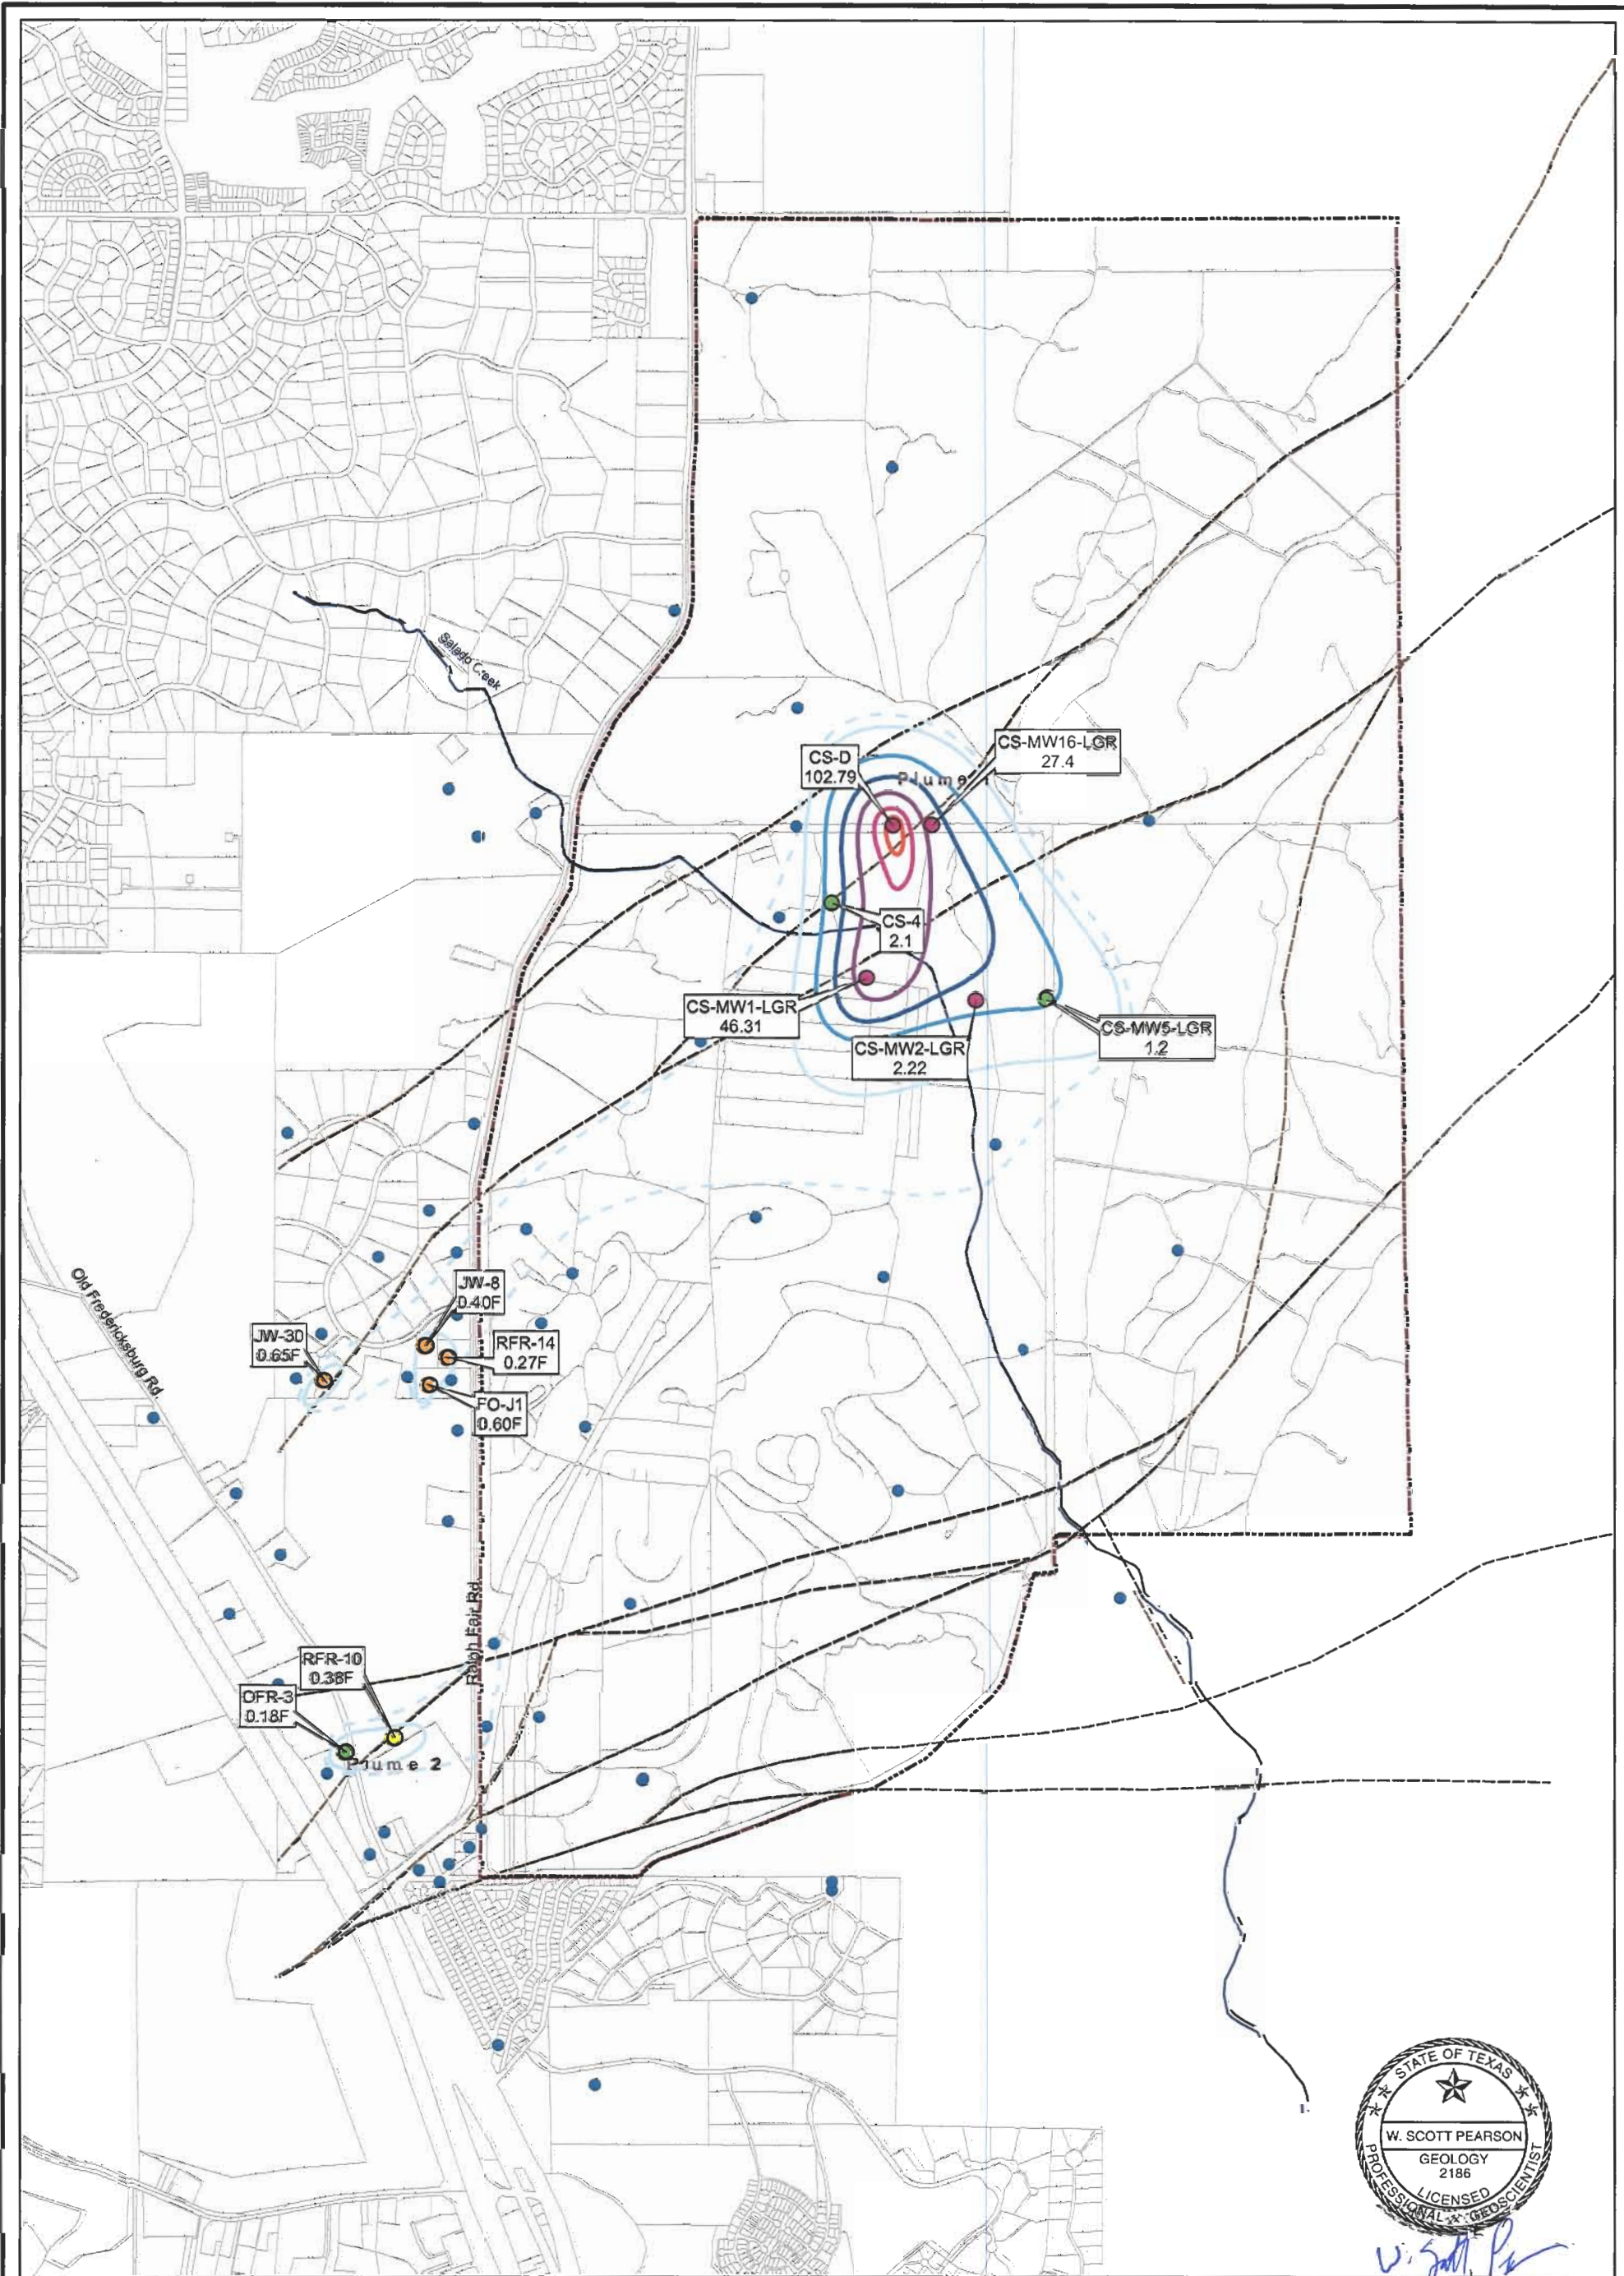 Salado Creek
CS-D
102.79
CS-MW16-LGR
27.4
Plume
CS-4
2.1
CS-MW1-LGR
46.31
CS-MW2-LGR
2.22
CS-MW5-LGR
1.2
Old Fredericksburg Rd.
JW-8
0.40F
JW-30
0.65F
RFR-14
0.27F
FO-J1
0.60F
Ralph Fair Rd.
RFR-10
0.38F
OFR-3
0.18F
Plume 2
STATE OF TEXAS
W. SCOTT PEARSON
GEOLOGY
2186
LICENSED
PROFESSIONAL GEOSCIENTIST
W. Scott